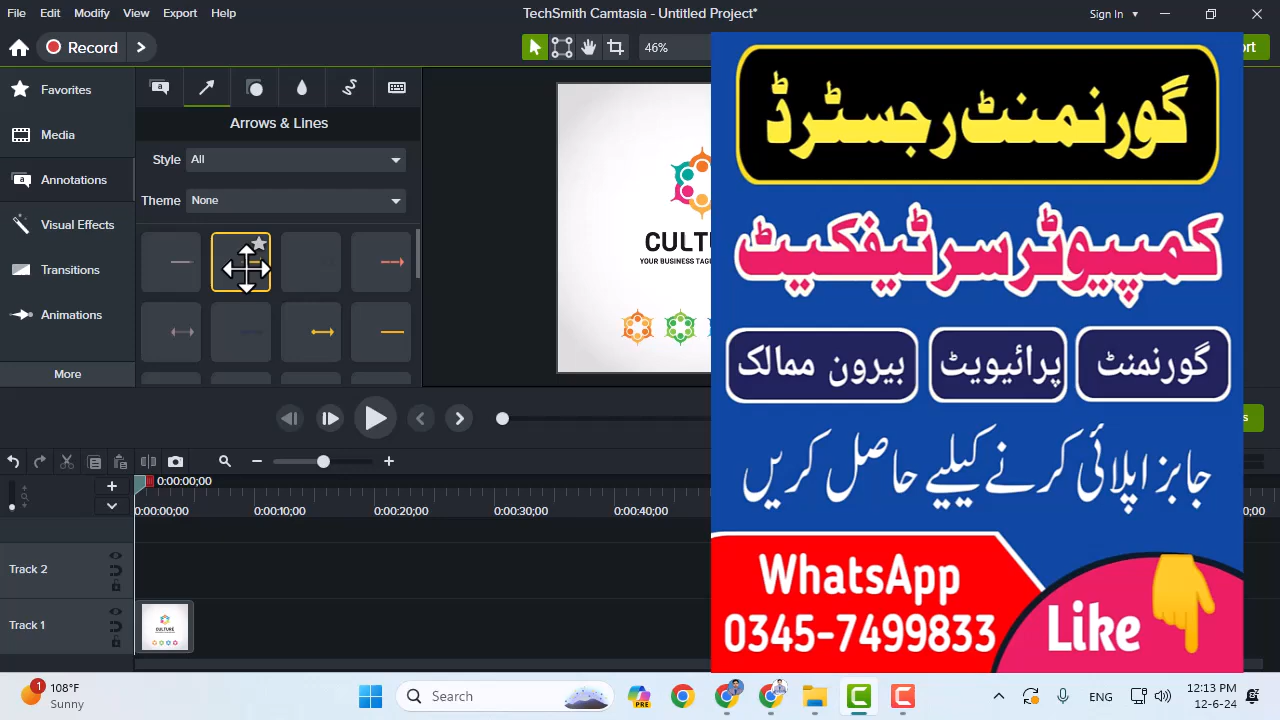 File Edit Modify View Export Help
TechSmith Camtasia - Untitled Project*
Sign In
Record
46%
Favorites
Media
Annotations
Visual Effects
Transitions
Animations
More
Arrows & Lines
Style All
Theme None
YOUR BUSINESS
گورنمنٹ رجسٹرڈ
کمپیوٹر سرٹیفکیٹ
گورنمنٹ پرائیویٹ بیرون ممالک
جابز اپلائی کرنے کیلیے حاصل کریں
WhatsApp
0345-7499833
Like
0:00:00;00
0:00:00;00 0:00:10;00 0:00:20;00 0:00:30;00 0:00:40;00
Track 2
Track 1
CULTURE
1
108°F
Sunny
Search
PRE
ENG
12:13 PM
12-6-24